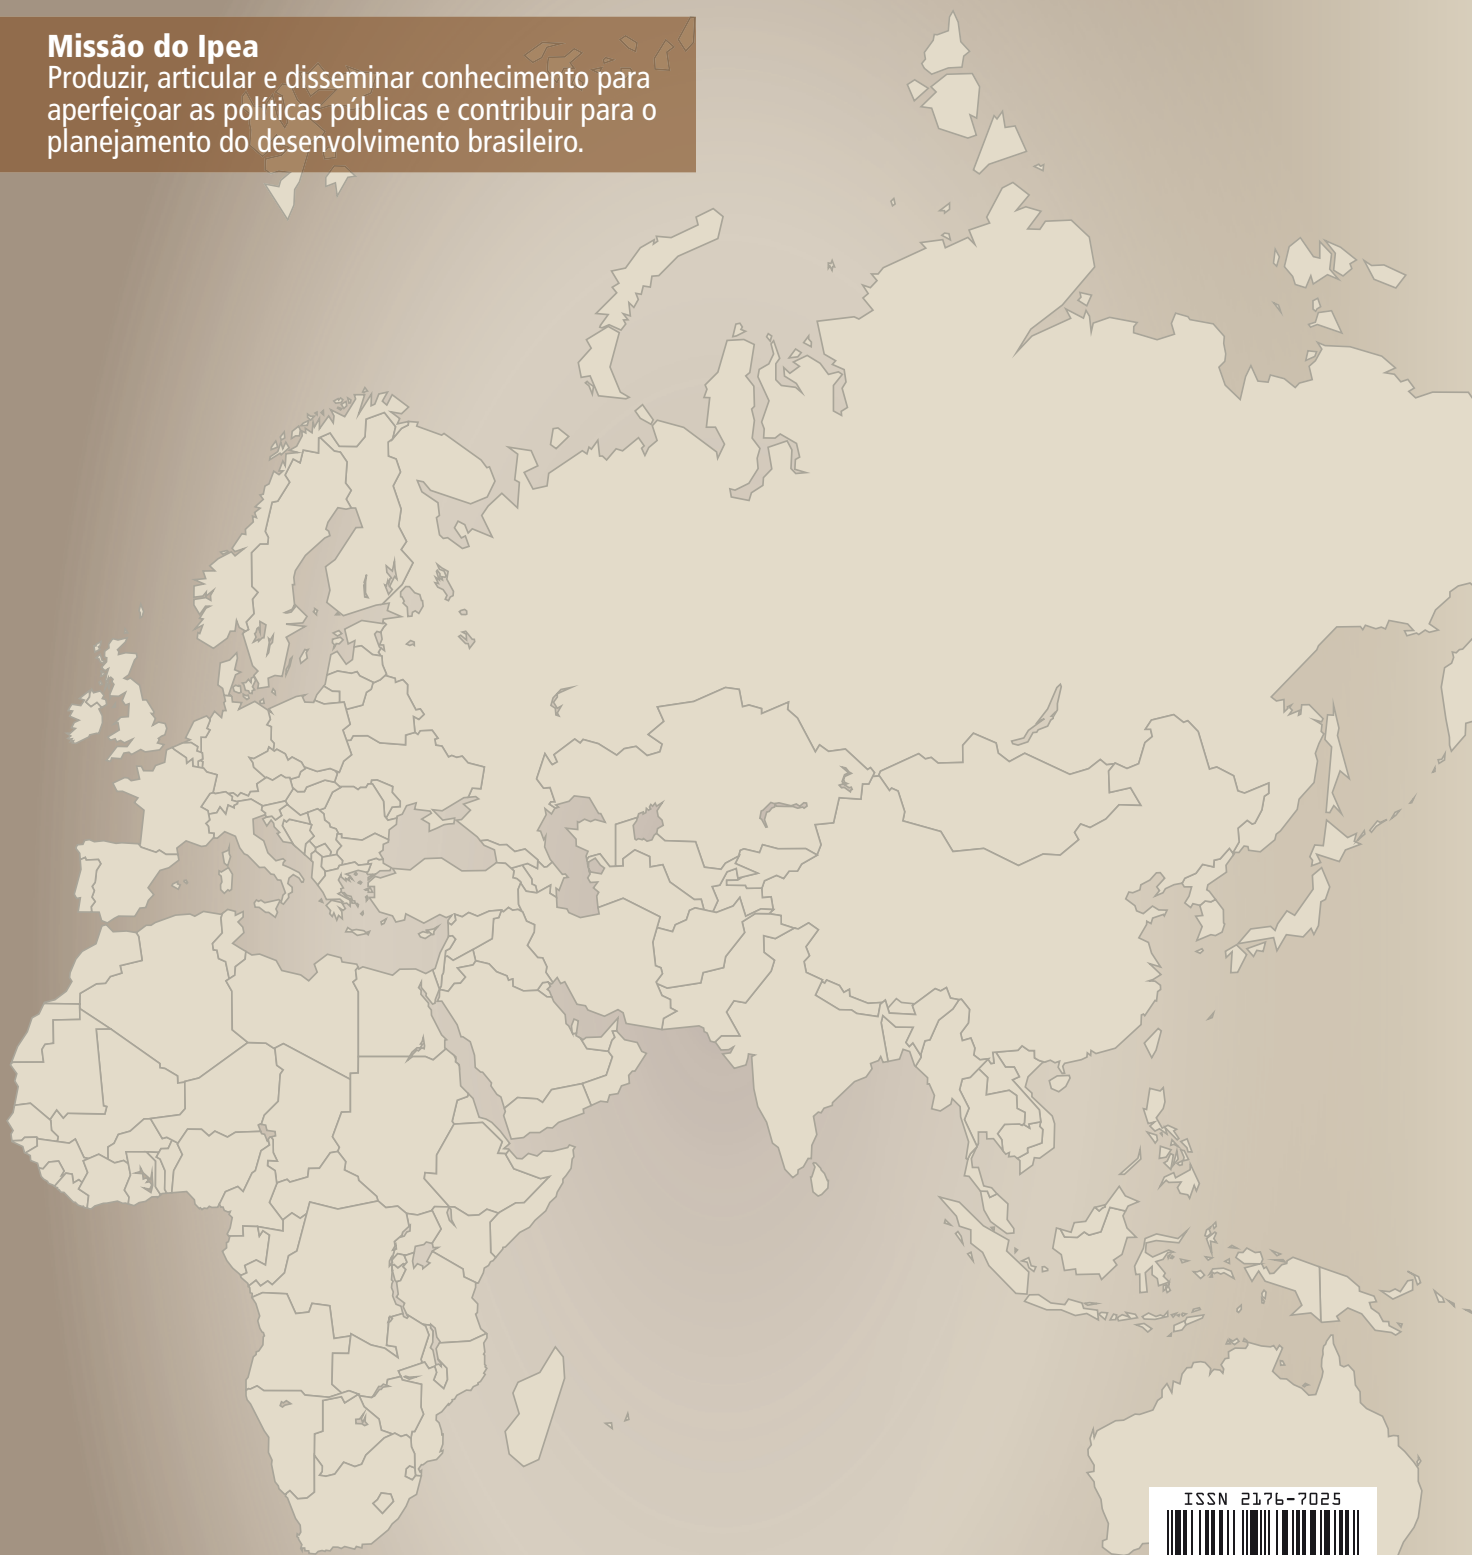 Missão do Ipea
Produzir, articular e disseminar conhecimento para
aperfeiçoar as políticas públicas e contribuir para o
planejamento do desenvolvimento brasileiro.
ISSN 2176-7025